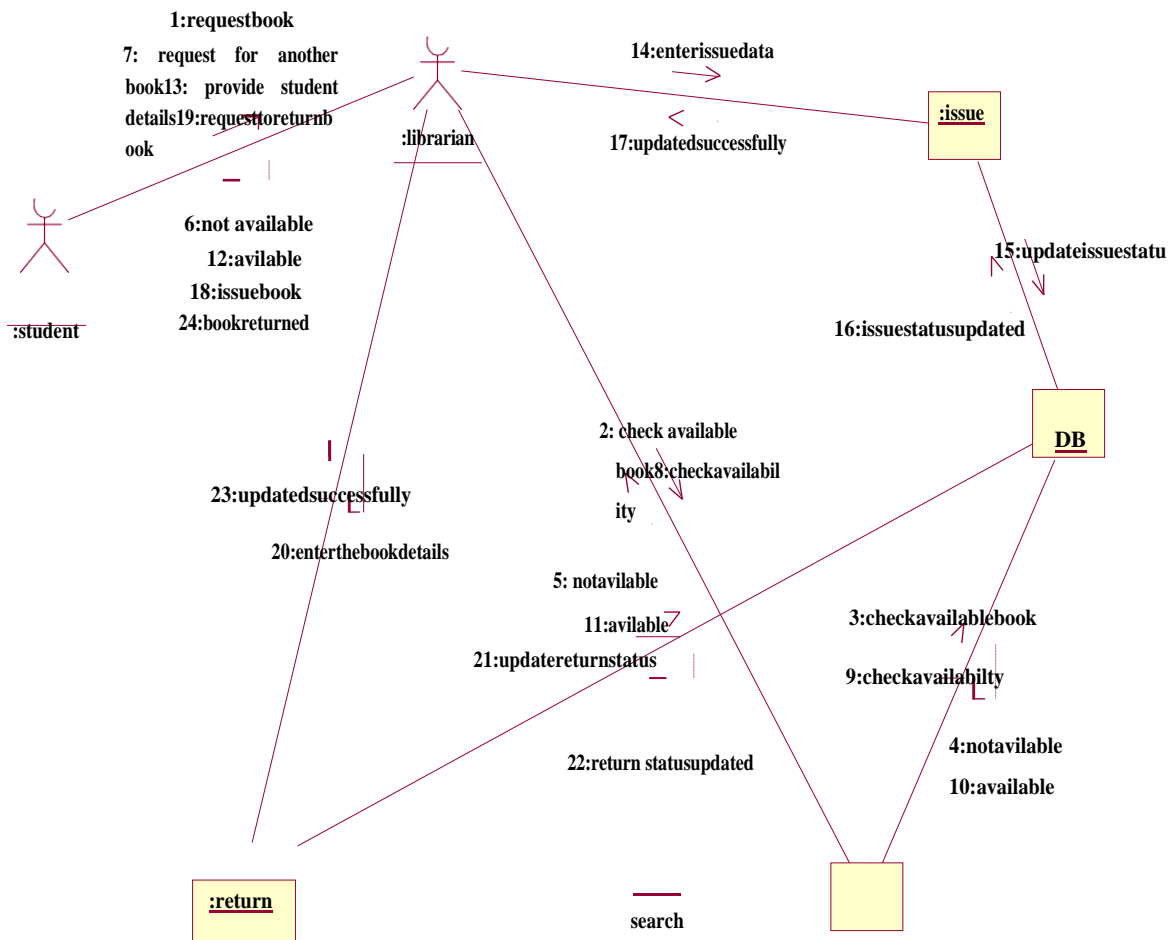 1:requestbook
7: request for another
book13: provide student
details19:requesttoreturnb
ook
14:enterissuedata
:issue
:librarian
17:updatedsuccessfully
6:not available
12:avilable
18:issuebook
24:bookreturned
:student
15:updateissuestatu
16:issuestatusupdated
DB
2: check available
book8:checkavailabil
ity
23:updatedsuccessfully
20:enterthebookdetails
5: notavilable
11:avilable
21:updatereturnstatus
3:checkavailablebook
9:checkavailabilty
4:notavilable
10:available
22:return statusupdated
:return
search